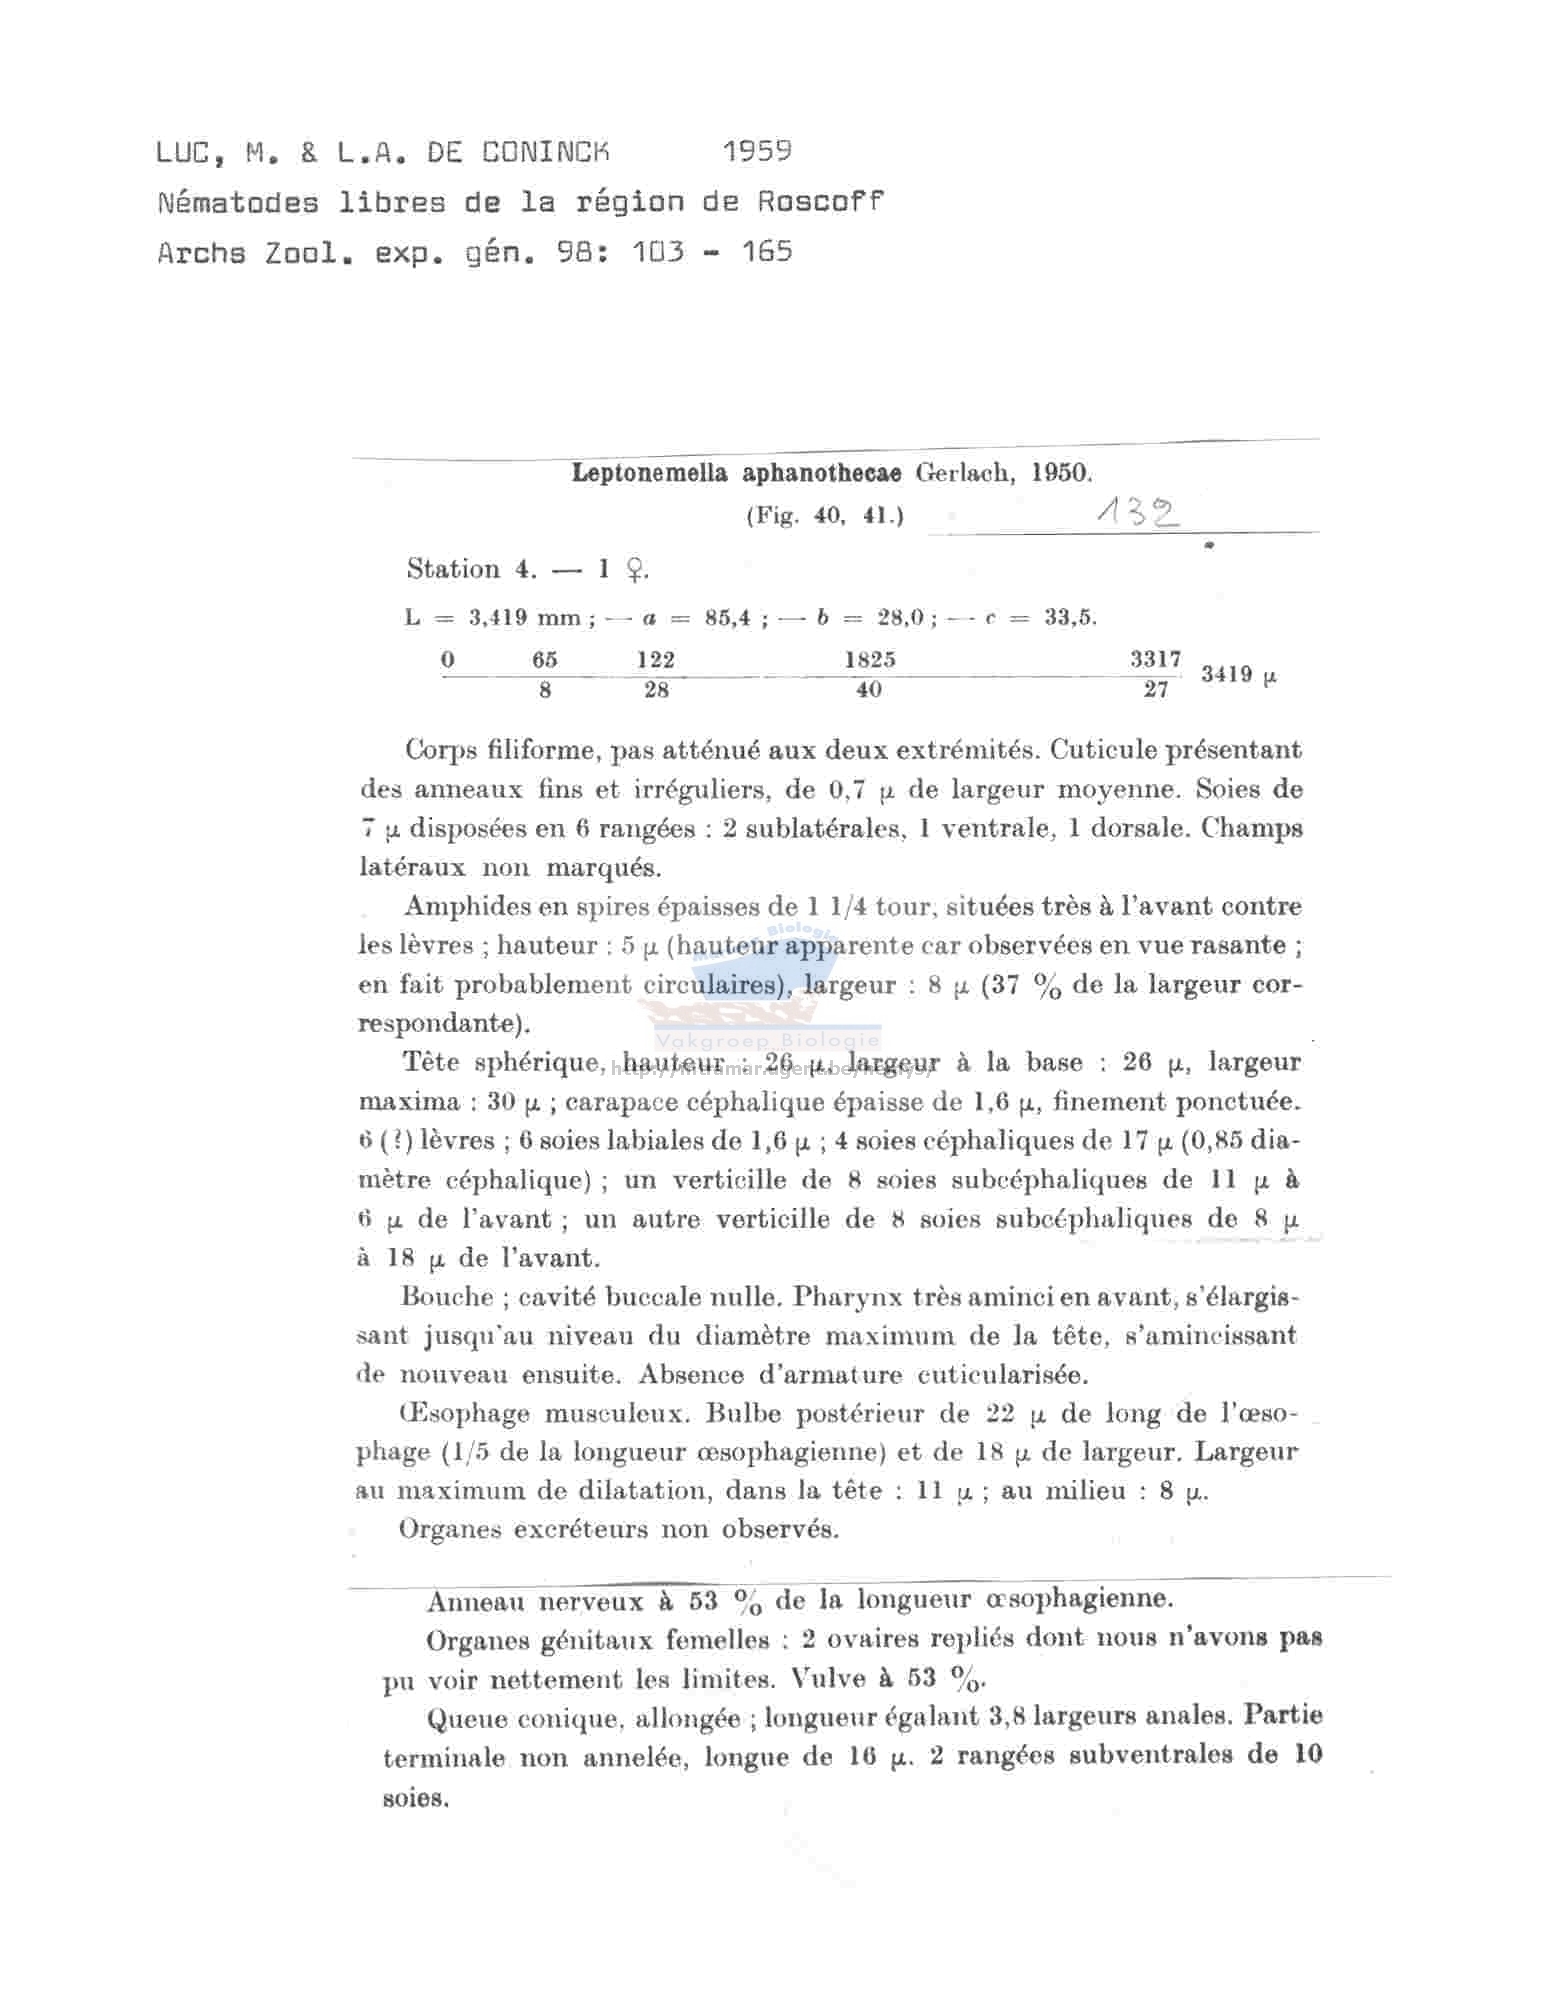 LUC, M. & L.A. DE CONINCK 1959
Nématodes libres de la région de Roscoff
Archs Zool. exp. gén. 98: 103 - 165
Leptonemella aphanothecae Gerlach, 1950.
(Fig. 40, 41.)
132
Station 4. — 1 ♀.
L = 3,419 mm ; — a = 85,4 ; — b = 28,0 ; — c = 33,5.
0 65 122 1825 3317
3419 µ
8 28 40 27
Corps filiforme, pas atténué aux deux extrémités. Cuticule présentant
des anneaux fins et irréguliers, de 0,7 µ de largeur moyenne. Soies de
7 µ disposées en 6 rangées : 2 sublatérales, 1 ventrale, 1 dorsale. Champs
latéraux non marqués.
Amphides en spires épaisses de 1 1/4 tour, situées très à l'avant contre
les lèvres ; hauteur : 5 µ (hauteur apparente car observées en vue rasante ;
en fait probablement circulaires), largeur : 8 µ (37 % de la largeur cor-
respondante).
Vakgroep Biologie
Tête sphérique, hauteur : 26 µ, largeur à la base : 26 µ, largeur
maxima : 30 µ ; carapace céphalique épaisse de 1,6 µ, finement ponctuée.
6 (?) lèvres ; 6 soies labiales de 1,6 µ ; 4 soies céphaliques de 17 µ (0,85 dia-
mètre céphalique) ; un verticille de 8 soies subcéphaliques de 11 µ à
6 µ de l'avant ; un autre verticille de 8 soies subcéphaliques de 8 µ
à 18 µ de l'avant.
Bouche ; cavité buccale nulle. Pharynx très aminci en avant, s'élargis-
sant jusqu'au niveau du diamètre maximum de la tête, s'amincissant
de nouveau ensuite. Absence d'armature cuticularisée.
Œsophage musculeux. Bulbe postérieur de 22 µ de long de l'œso-
phage (1/5 de la longueur œsophagienne) et de 18 µ de largeur. Largeur
au maximum de dilatation, dans la tête : 11 µ ; au milieu : 8 µ.
Organes excréteurs non observés.
Anneau nerveux à 53 % de la longueur œsophagienne.
Organes génitaux femelles : 2 ovaires repliés dont nous n'avons pas
pu voir nettement les limites. Vulve à 53 %.
Queue conique, allongée ; longueur égalant 3,8 largeurs anales. Partie
terminale non annelée, longue de 16 µ. 2 rangées subventrales de 10
soies.